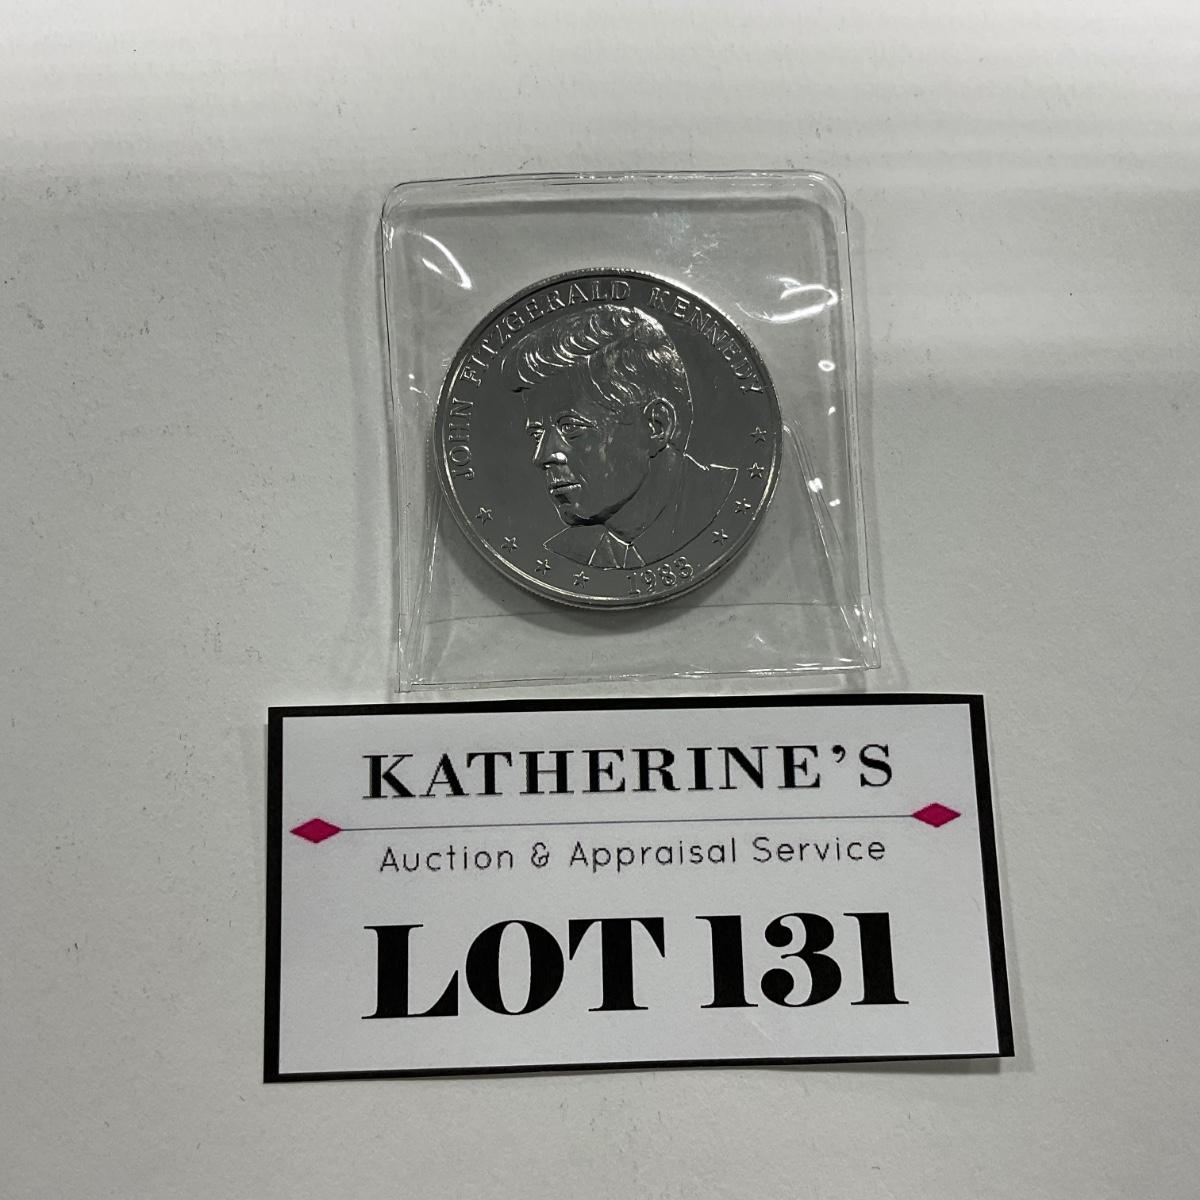 JOHN FITZGERALD KENNEDY
1988
KATHERINE'S
Auction & Appraisal Service
LOT 131